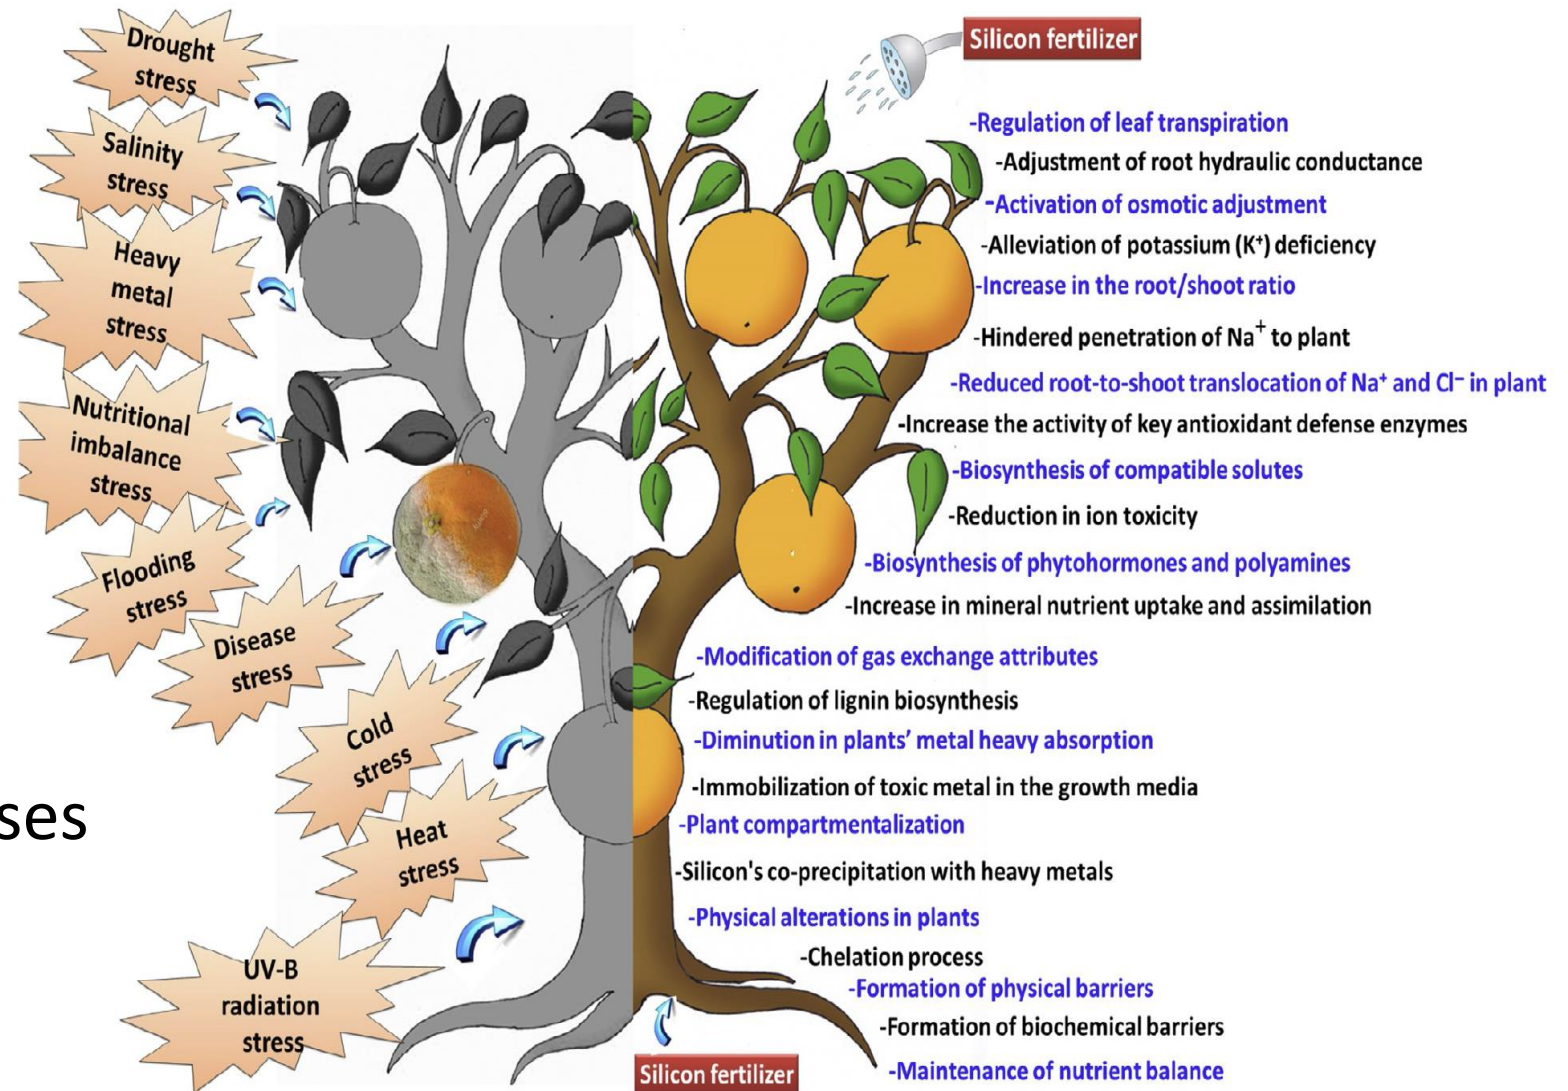 Drought
stress
Salinity
stress
Heavy
metal
stress
Nutritional
imbalance
stress
Flooding
stress
Disease
stress
Cold
stress
Heat
stress
UV-B
radiation
stress
ses
Silicon fertilizer
-Regulation of leaf transpiration
-Adjustment of root hydraulic conductance
-Activation of osmotic adjustment
-Alleviation of potassium (K⁺) deficiency
-Increase in the root/shoot ratio
-Hindered penetration of Na⁺ to plant
-Reduced root-to-shoot translocation of Na⁺ and Cl⁻ in plant
-Increase the activity of key antioxidant defense enzymes
-Biosynthesis of compatible solutes
-Reduction in ion toxicity
-Biosynthesis of phytohormones and polyamines
-Increase in mineral nutrient uptake and assimilation
-Modification of gas exchange attributes
-Regulation of lignin biosynthesis
-Diminution in plants’ metal heavy absorption
-Immobilization of toxic metal in the growth media
-Plant compartmentalization
-Silicon's co-precipitation with heavy metals
-Physical alterations in plants
-Chelation process
-Formation of physical barriers
-Formation of biochemical barriers
-Maintenance of nutrient balance
Silicon fertilizer